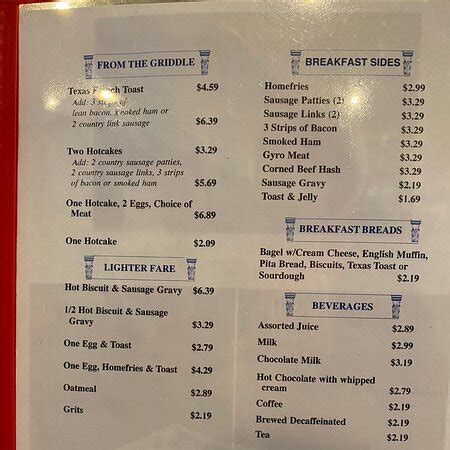 FROM THE GRIDDLE
Texas French Toast $4.59
Add: 3 strips of
lean bacon, smoked ham or
2 country link sausage $6.39
Two Hotcakes $3.29
Add: 2 country sausage patties,
2 country sausage links, 3 strips
of bacon or smoked ham $5.69
One Hotcake, 2 Eggs, Choice of
Meat $6.89
One Hotcake $2.09
LIGHTER FARE
Hot Biscuit & Sausage Gravy $6.39
1/2 Hot Biscuit & Sausage
Gravy $3.29
One Egg & Toast $2.79
One Egg, Homefries & Toast $4.29
Oatmeal $2.89
Grits $2.19
BREAKFAST SIDES
Homefries $2.99
Sausage Patties (2) $3.29
Sausage Links (2) $3.29
3 Strips of Bacon $3.29
Smoked Ham $3.29
Gyro Meat $3.29
Corned Beef Hash $3.29
Sausage Gravy $2.19
Toast & Jelly $1.69
BREAKFAST BREADS
Bagel w/Cream Cheese, English Muffin,
Pita Bread, Biscuits, Texas Toast or
Sourdough $2.19
BEVERAGES
Assorted Juice $2.89
Milk $2.99
Chocolate Milk $3.19
Hot Chocolate with whipped
cream $2.79
Coffee $2.19
Brewed Decaffeinated $2.19
Tea $2.19